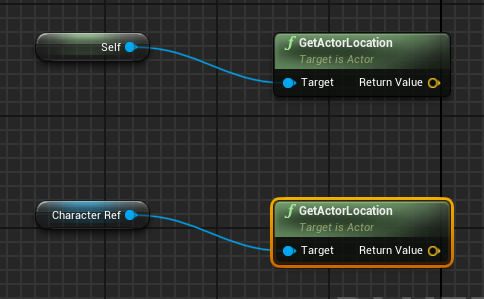 Self
GetActorLocation
Target is Actor
Target
Return Value
Character Ref
GetActorLocation
Target is Actor
Target
Return Value